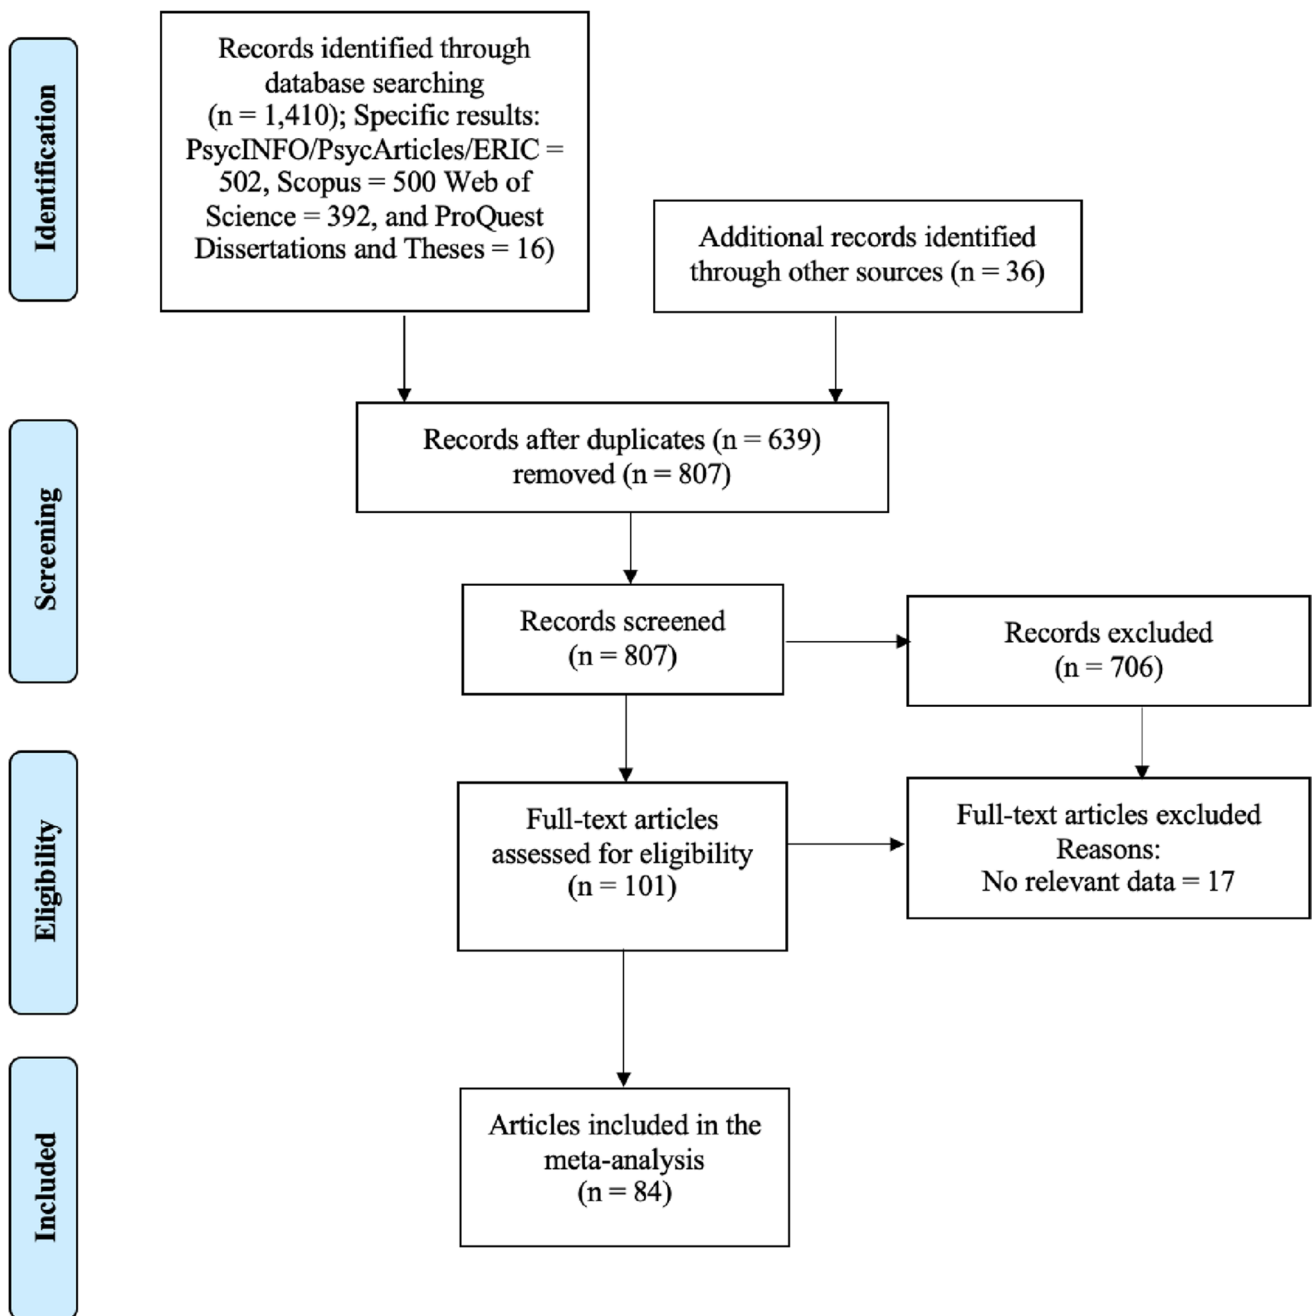 Identification
Records identified through
database searching
(n = 1,410); Specific results:
PsycINFO/PsycArticles/ERIC =
502, Scopus = 500 Web of
Science = 392, and ProQuest
Dissertations and Theses = 16)
Additional records identified
through other sources (n = 36)
Screening
Records after duplicates (n = 639)
removed (n = 807)
Records screened
(n = 807)
Records excluded
(n = 706)
Eligibility
Full-text articles
assessed for eligibility
(n = 101)
Full-text articles excluded
Reasons:
No relevant data = 17
Included
Articles included in the
meta-analysis
(n = 84)